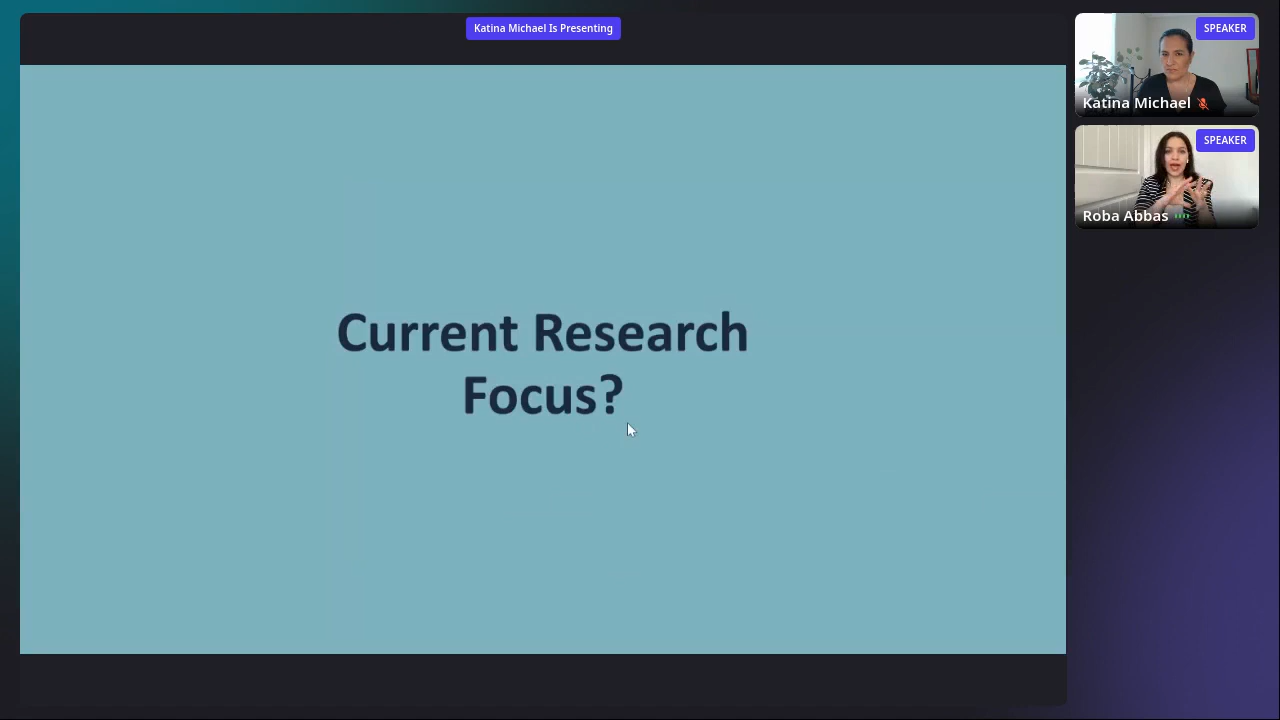 Katina Michael Is Presenting
SPEAKER
Katina Michael
SPEAKER
Roba Abbas
Current Research
Focus?